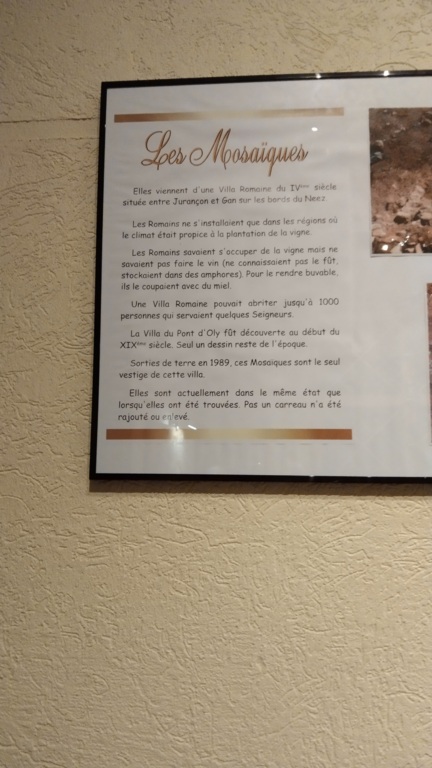 Les Mosaïques
Elles viennent d'une Villa Romaine du IVème siècle
située entre Jurançon et Gan sur les bords du Neez
Les Romains ne s'installaient que dans les régions où
le climat était propice à la plantation de la vigne.
Les Romains savaient s'occuper de la vigne mais ne
savaient pas faire le vin (ne connaissaient pas le fût,
stockaient dans des amphores). Pour le rendre buvable,
ils le coupaient avec du miel.
Une Villa Romaine pouvait abriter jusqu'à 1000
personnes qui servaient quelques Seigneurs.
La Villa du Pont d'Oly fût découverte au début du
XIXème siècle. Seul un dessin reste de l'époque.
Sorties de terre en 1989, ces Mosaïques sont le seul
vestige de cette villa.
Elles sont actuellement dans le même état que
lorsqu'elles ont été trouvées. Pas un carreau n'a été
rajouté ou enlevé.